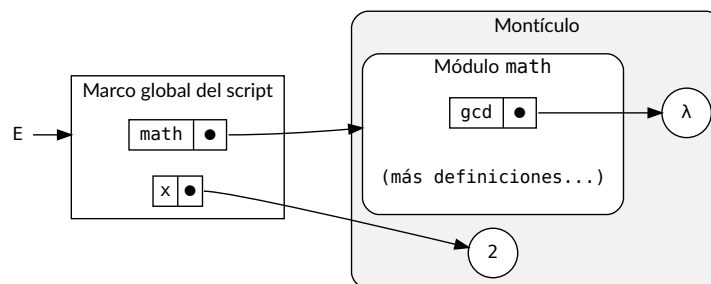 Montículo
Módulo math
Marco global del script
gcd
λ
E
math
(más definiciones...)
x
2